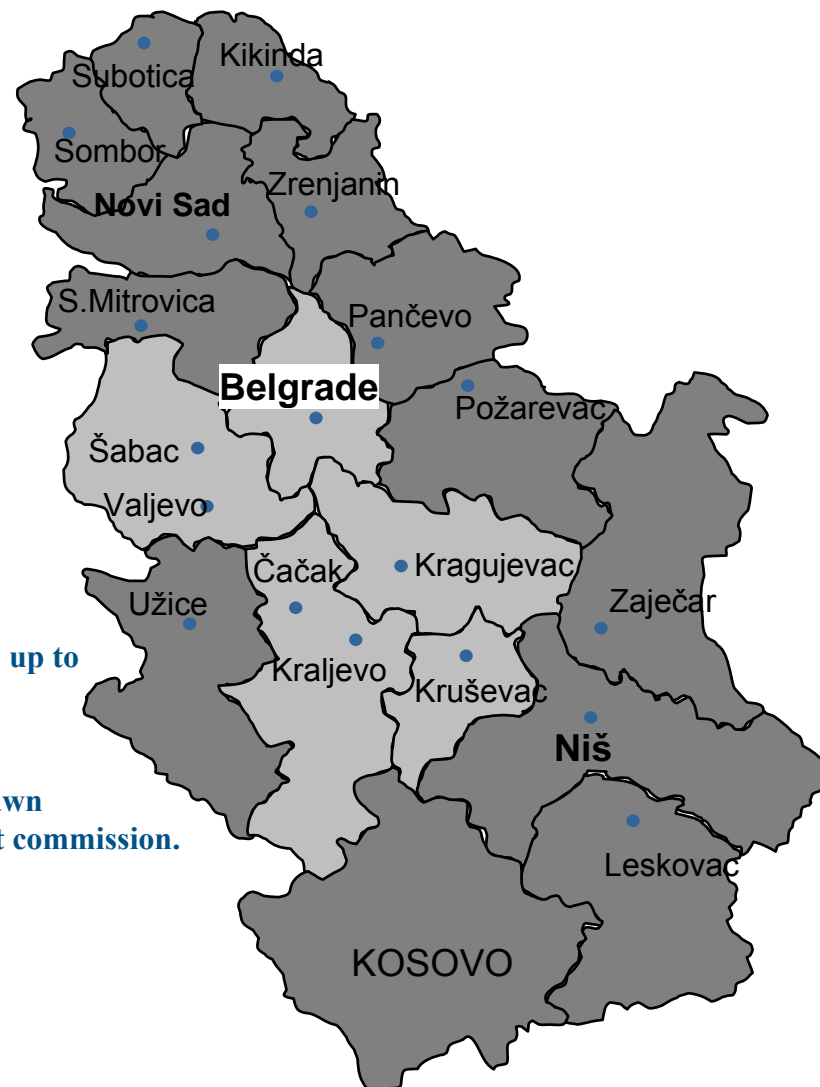 Kikinda
Subotica
Sombor
Zrenjanin
Novi Sad
S.Mitrovica
Pančevo
Belgrade
Požarevac
Šabac
Valjevo
Čačak
Kragujevac
Užice
Zaječar
up to
Kraljevo
Kruševac
Niš
t commission.
Leskovac
KOSOVO